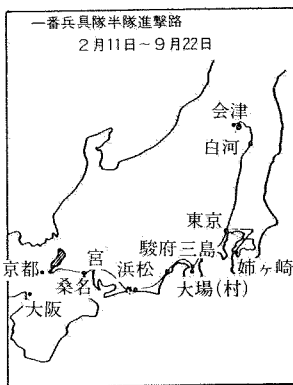 一番兵具隊半隊進撃路
2月11日～9月22日
会津
白河
東京
駿府 三島
宮
京都
浜松
姉ヶ崎
桑名
大場(村)
大阪